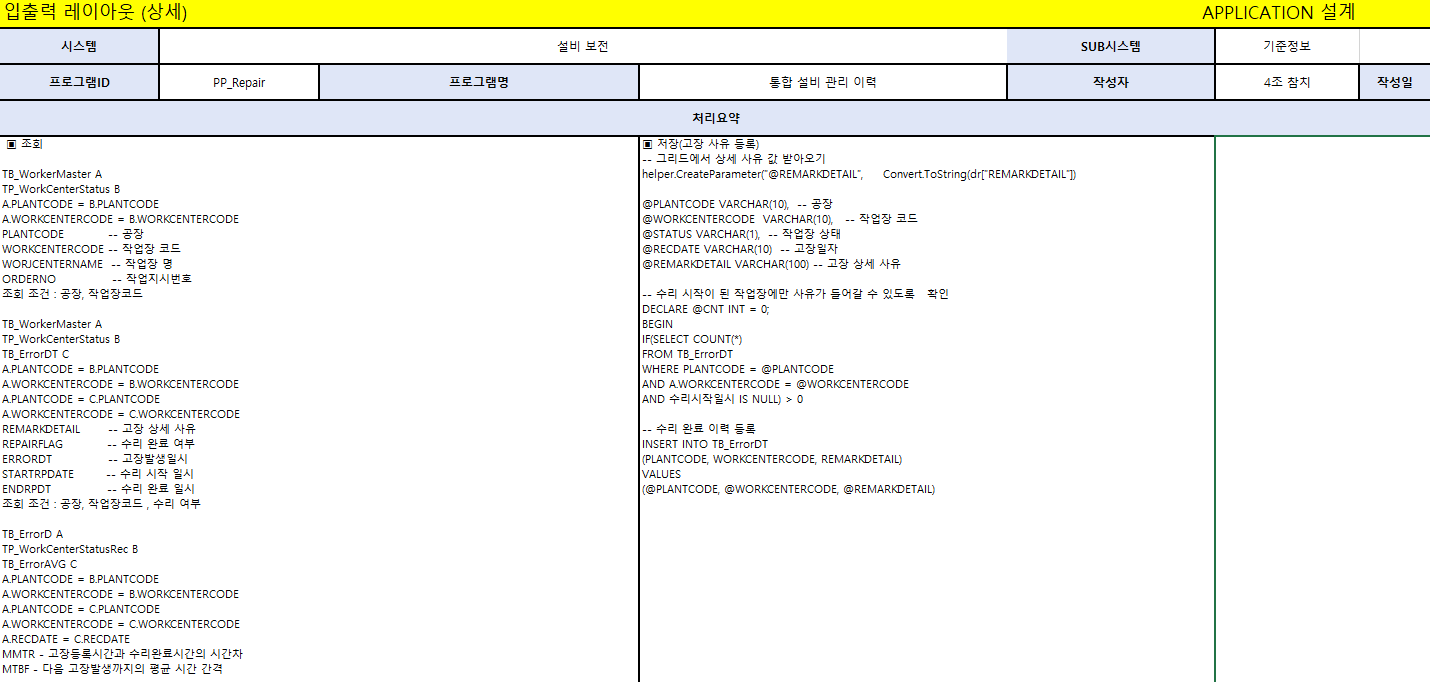 입출력 레이아웃 (상세) APPLICATION 설계
시스템 설비 보전 SUB시스템 기준정보
프로그램ID PP_Repair 프로그램명 통합 설비 관리 이력 작성자 4조 참치 작성일
처리요약
▣ 조회
TB_WorkerMaster A
TP_WorkCenterStatus B
A.PLANTCODE = B.PLANTCODE
A.WORKCENTERCODE = B.WORKCENTERCODE
PLANTCODE -- 공장
WORKCENTERCODE -- 작업장 코드
WORJCENTERNAME -- 작업장 명
ORDERNO -- 작업지시번호
조회 조건 : 공장, 작업장코드
TB_WorkerMaster A
TP_WorkCenterStatus B
TB_ErrorDT C
A.PLANTCODE = B.PLANTCODE
A.WORKCENTERCODE = B.WORKCENTERCODE
A.PLANTCODE = C.PLANTCODE
A.WORKCENTERCODE = C.WORKCENTERCODE
REMARKDETAIL -- 고장 상세 사유
REPAIRFLAG -- 수리 완료 여부
ERRORDT -- 고장발생일시
STARTRPDATE -- 수리 시작 일시
ENDRPDT -- 수리 완료 일시
조회 조건 : 공장, 작업장코드 , 수리 여부
TB_ErrorD A
TP_WorkCenterStatusRec B
TB_ErrorAVG C
A.PLANTCODE = B.PLANTCODE
A.WORKCENTERCODE = B.WORKCENTERCODE
A.PLANTCODE = C.PLANTCODE
A.WORKCENTERCODE = C.WORKCENTERCODE
A.RECDATE = C.RECDATE
MMTR - 고장등록시간과 수리완료시간의 시간차
MTBF - 다음 고장발생까지의 평균 시간 간격
▣ 저장(고장 사유 등록)
-- 그리드에서 상세 사유 값 받아오기
helper.CreateParameter("@REMARKDETAIL", Convert.ToString(dr["REMARKDETAIL"])
@PLANTCODE VARCHAR(10), -- 공장
@WORKCENTERCODE VARCHAR(10), -- 작업장 코드
@STATUS VARCHAR(1), -- 작업장 상태
@RECDATE VARCHAR(10) -- 고장일자
@REMARKDETAIL VARCHAR(100) -- 고장 상세 사유
-- 수리 시작이 된 작업장에만 사유가 들어갈 수 있도록 확인
DECLARE @CNT INT = 0;
BEGIN
IF(SELECT COUNT(*)
FROM TB_ErrorDT
WHERE PLANTCODE = @PLANTCODE
AND A.WORKCENTERCODE = @WORKCENTERCODE
AND 수리시작일시 IS NULL) > 0
-- 수리 완료 이력 등록
INSERT INTO TB_ErrorDT
(PLANTCODE, WORKCENTERCODE, REMARKDETAIL)
VALUES
(@PLANTCODE, @WORKCENTERCODE, @REMARKDETAIL)